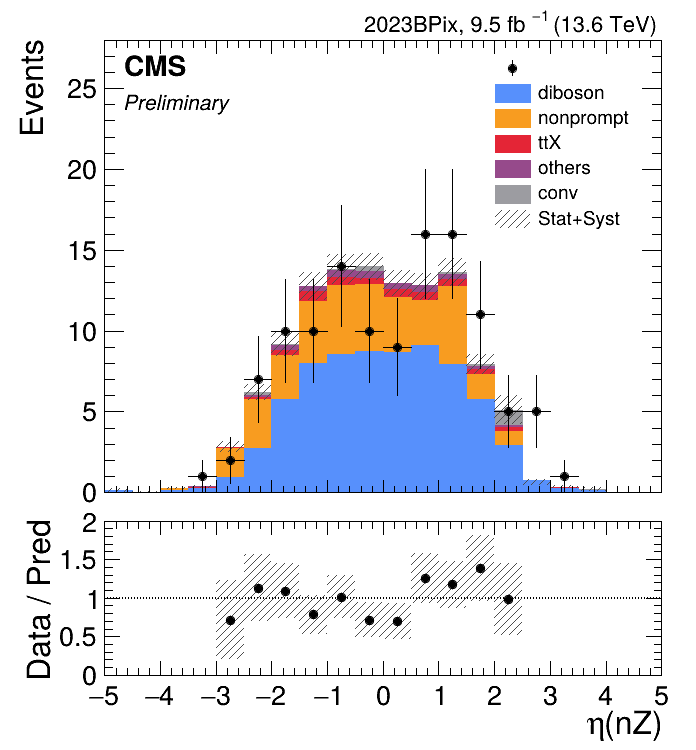 2023BPix, 9.5 fb⁻¹ (13.6 TeV)
CMS
Preliminary
Events
25
20
15
10
5
0
diboson
nonprompt
ttX
others
conv
Stat+Syst
Data / Pred
2
1.5
1
0.5
0
−5 −4 −3 −2 −1 0 1 2 3 4 5
η(nZ)